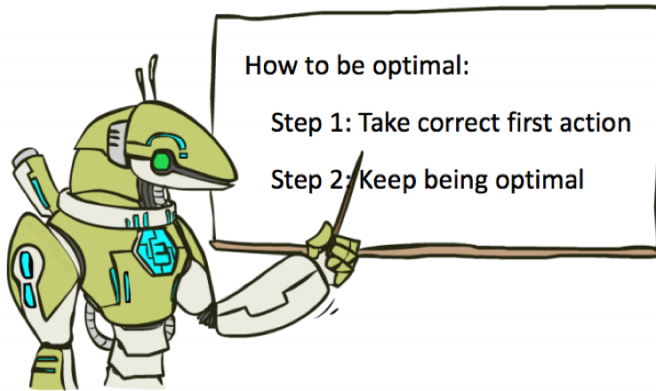 How to be optimal:
Step 1: Take correct first action
Step 2: Keep being optimal